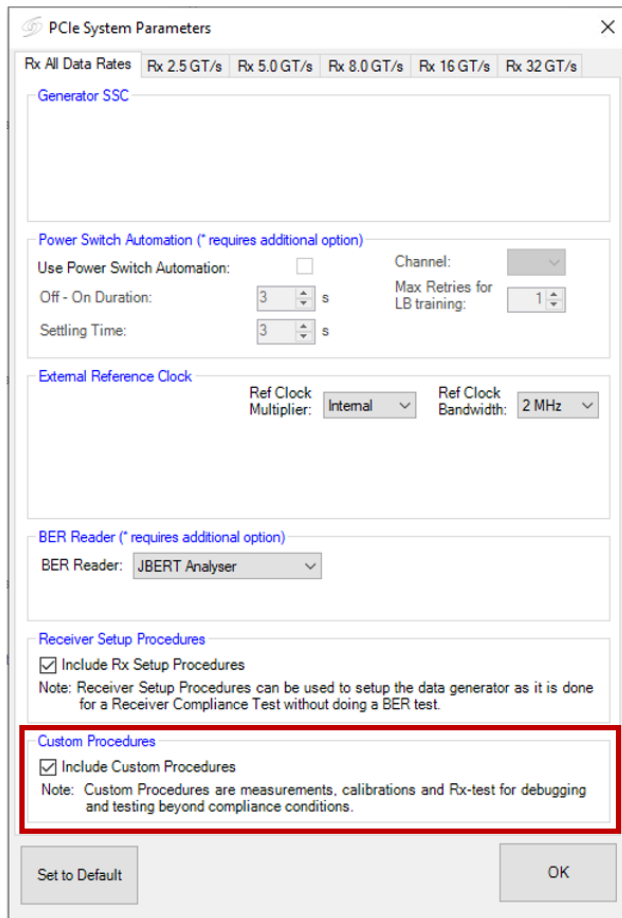 PCIe System Parameters
Rx All Data Rates Rx 2.5 GT/s Rx 5.0 GT/s Rx 8.0 GT/s Rx 16 GT/s Rx 32 GT/s
Generator SSC
Power Switch Automation (* requires additional option)
Use Power Switch Automation:
Channel:
Off - On Duration: 3 s
Max Retries for
LB training: 1
Settling Time: 3 s
External Reference Clock
Ref Clock
Multiplier: Internal
Ref Clock
Bandwidth: 2 MHz
BER Reader (* requires additional option)
BER Reader: JBERT Analyser
Receiver Setup Procedures
Include Rx Setup Procedures
Note: Receiver Setup Procedures can be used to setup the data generator as it is done
for a Receiver Compliance Test without doing a BER test.
Custom Procedures
Include Custom Procedures
Note: Custom Procedures are measurements, calibrations and Rx-test for debugging
and testing beyond compliance conditions.
Set to Default
OK